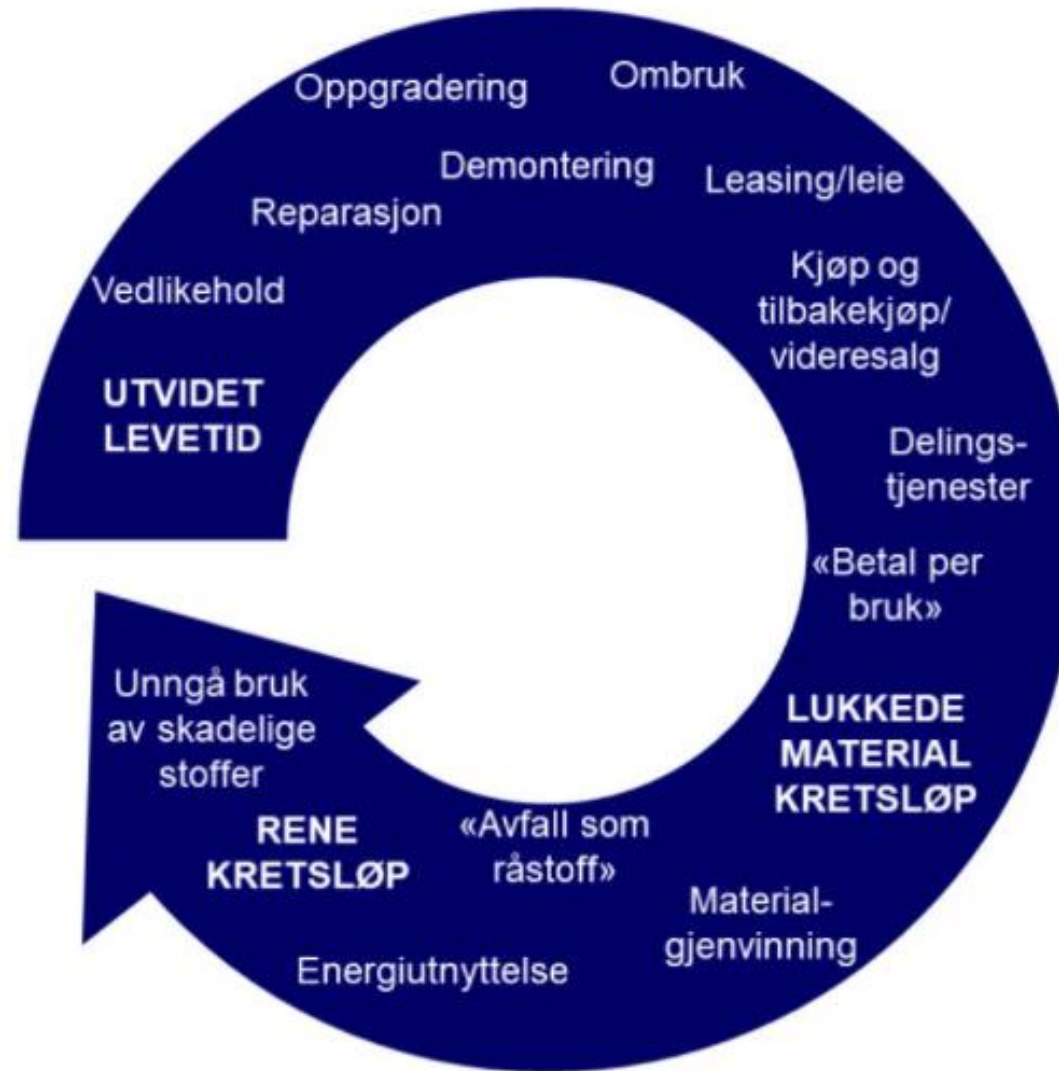 UTVIDET
LEVETID
Vedlikehold
Reparasjon
Oppgradering
Demontering
Ombruk
Leasing/leie
Kjøp og
tilbakekjøp/
videresalg
Delings-
tjenester
«Betal per
bruk»
LUKKEDE
MATERIAL
KRETSLØP
Material-
gjenvinning
«Avfall som
råstoff»
Energiutnyttelse
RENE
KRETSLØP
Unngå bruk
av skadelige
stoffer